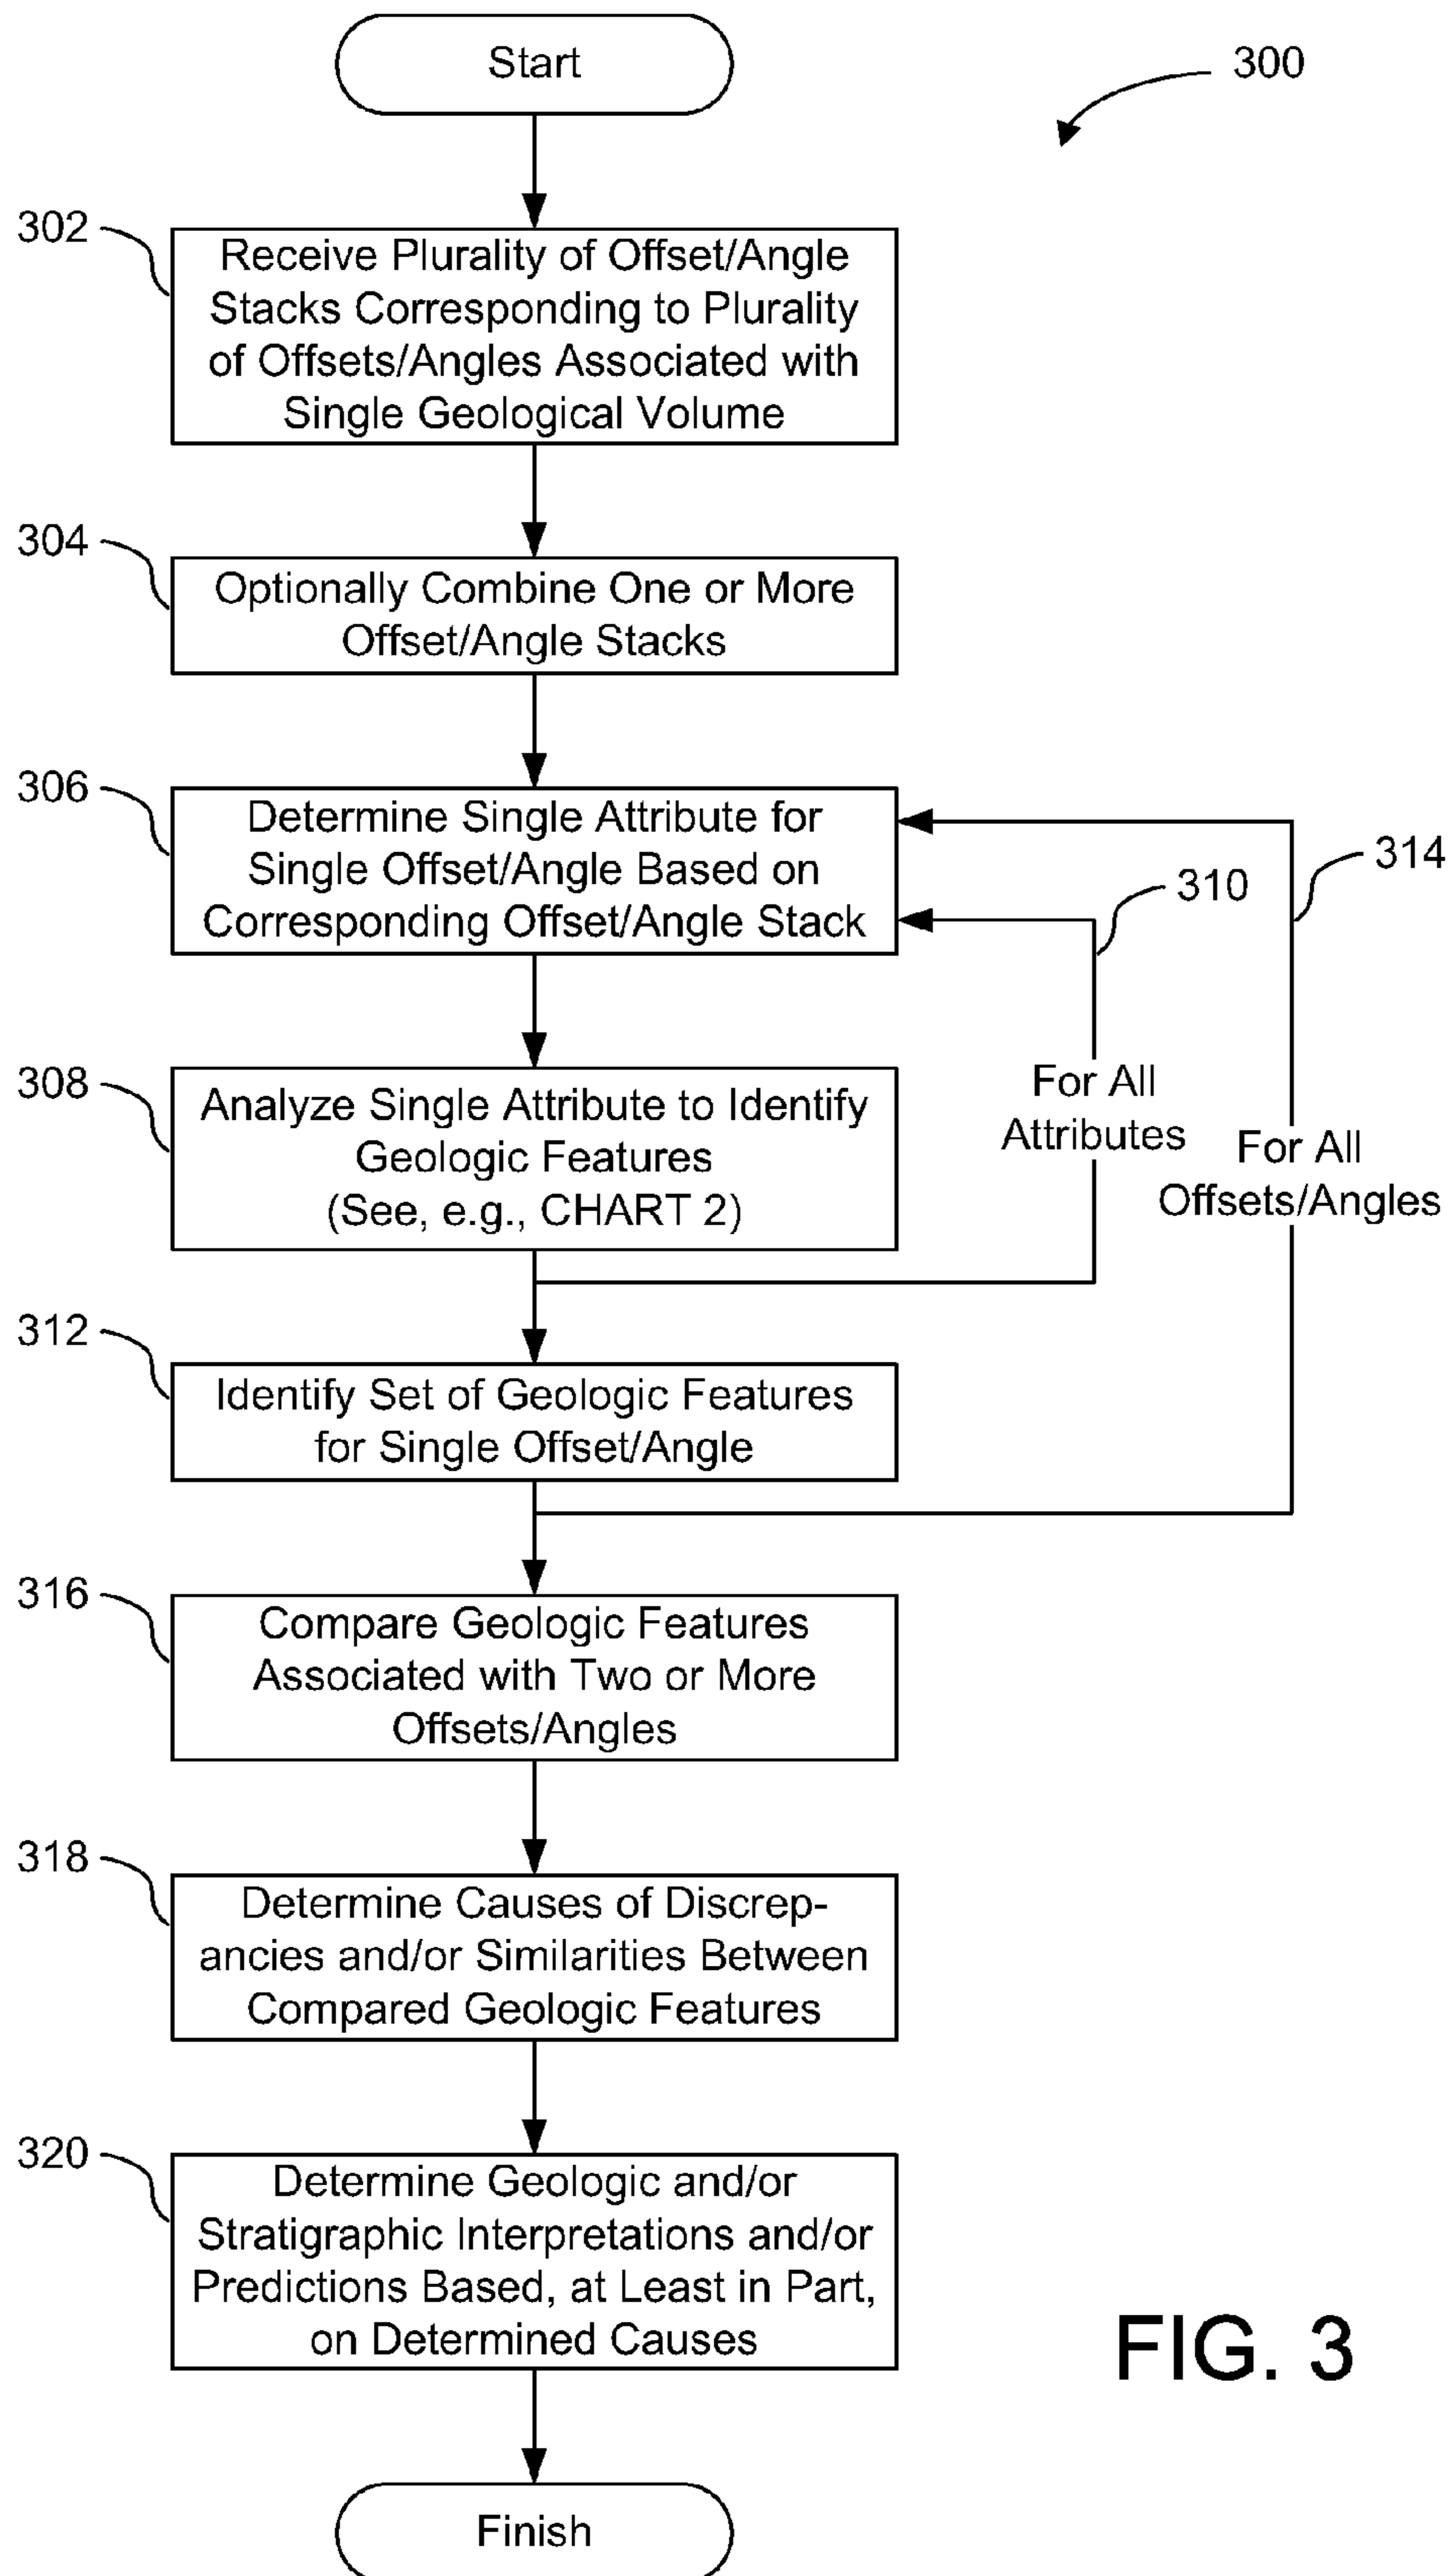 Start
300
302
Receive Plurality of Offset/Angle
Stacks Corresponding to Plurality
of Offsets/Angles Associated with
Single Geological Volume
304
Optionally Combine One or More
Offset/Angle Stacks
306
Determine Single Attribute for
Single Offset/Angle Based on
Corresponding Offset/Angle Stack
314
310
308
Analyze Single Attribute to Identify
Geologic Features
(See, e.g., CHART 2)
For All
Attributes
For All
Offsets/Angles
312
Identify Set of Geologic Features
for Single Offset/Angle
316
Compare Geologic Features
Associated with Two or More
Offsets/Angles
318
Determine Causes of Discrep-
ancies and/or Similarities Between
Compared Geologic Features
320
Determine Geologic and/or
Stratigraphic Interpretations and/or
Predictions Based, at Least in Part,
on Determined Causes
FIG. 3
Finish